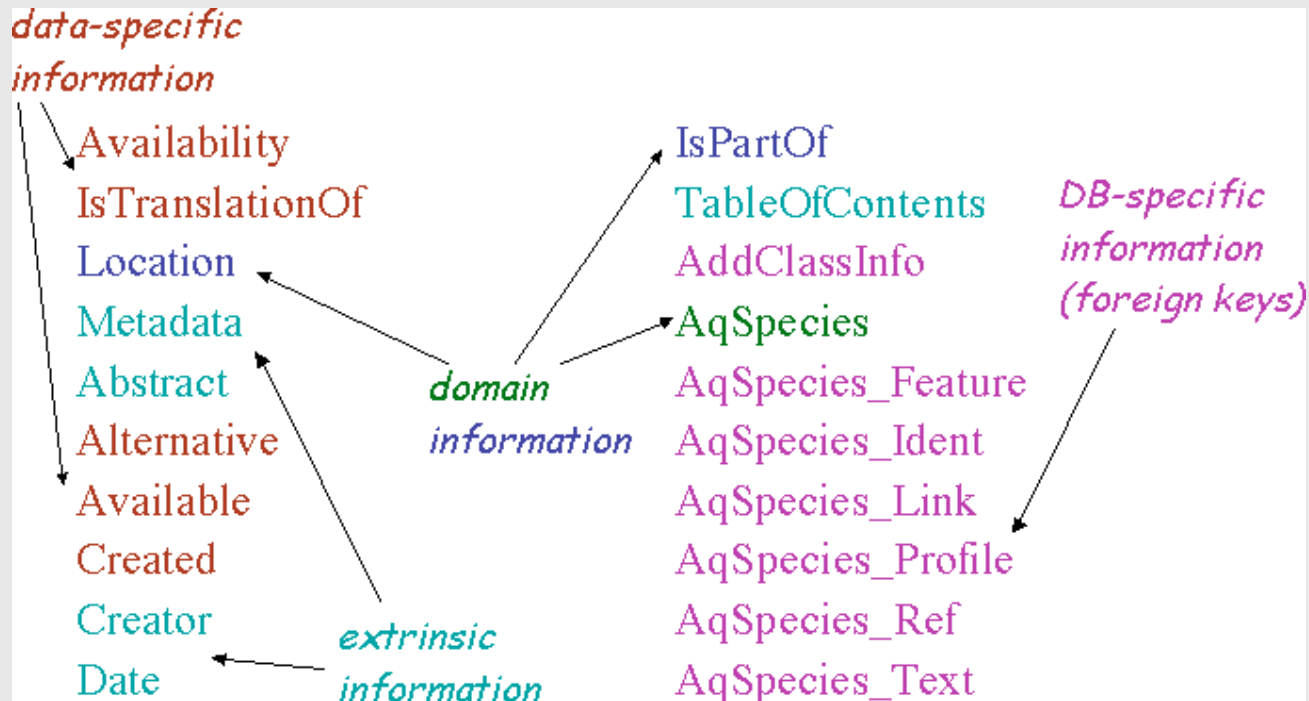 data-specific
information
Availability
IsTranslationOf
Location
Metadata
Abstract
Alternative
Available
Created
Creator
Date
domain
information
extrinsic
information
IsPartOf
TableOfContents
AddClassInfo
AqSpecies
AqSpecies_Feature
AqSpecies_Ident
AqSpecies_Link
AqSpecies_Profile
AqSpecies_Ref
AqSpecies_Text
DB-specific
information
(foreign keys)